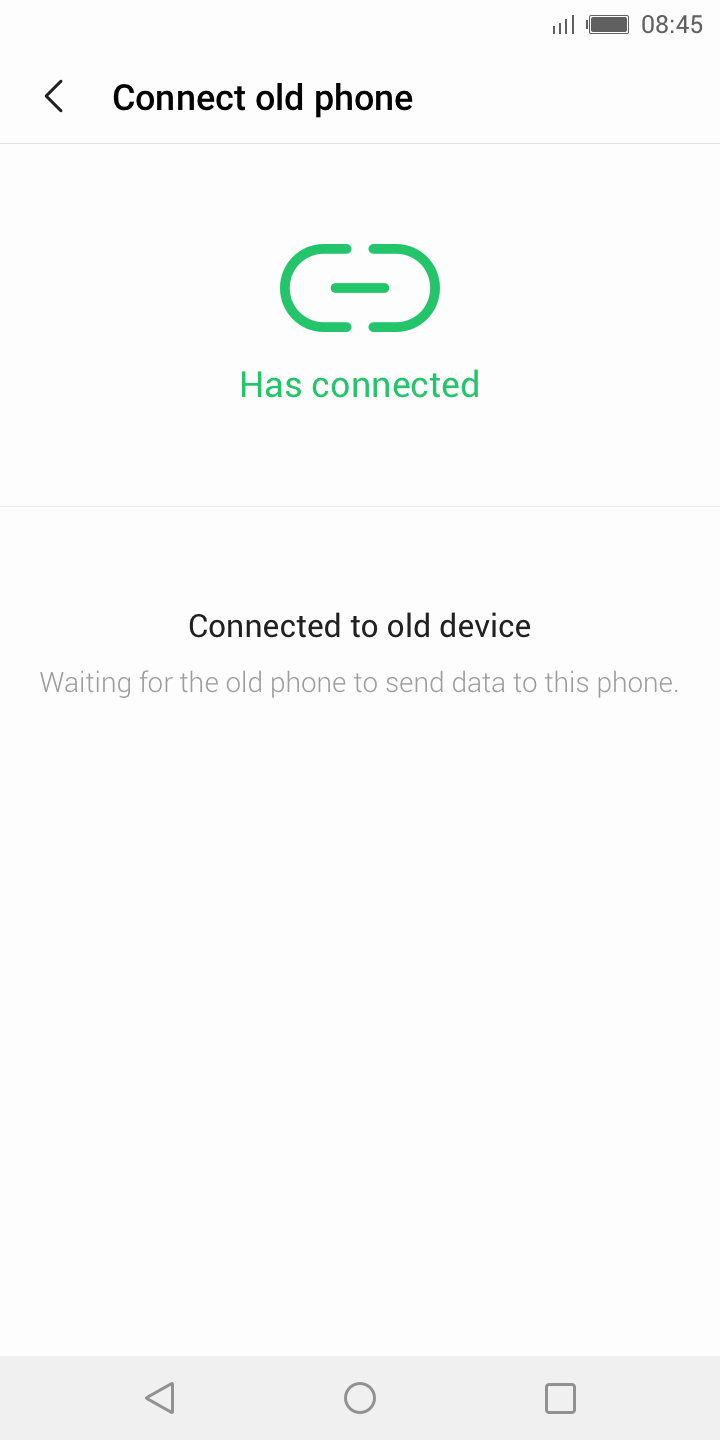 08:45
Connect old phone
Has connected
Connected to old device
Waiting for the old phone to send data to this phone.